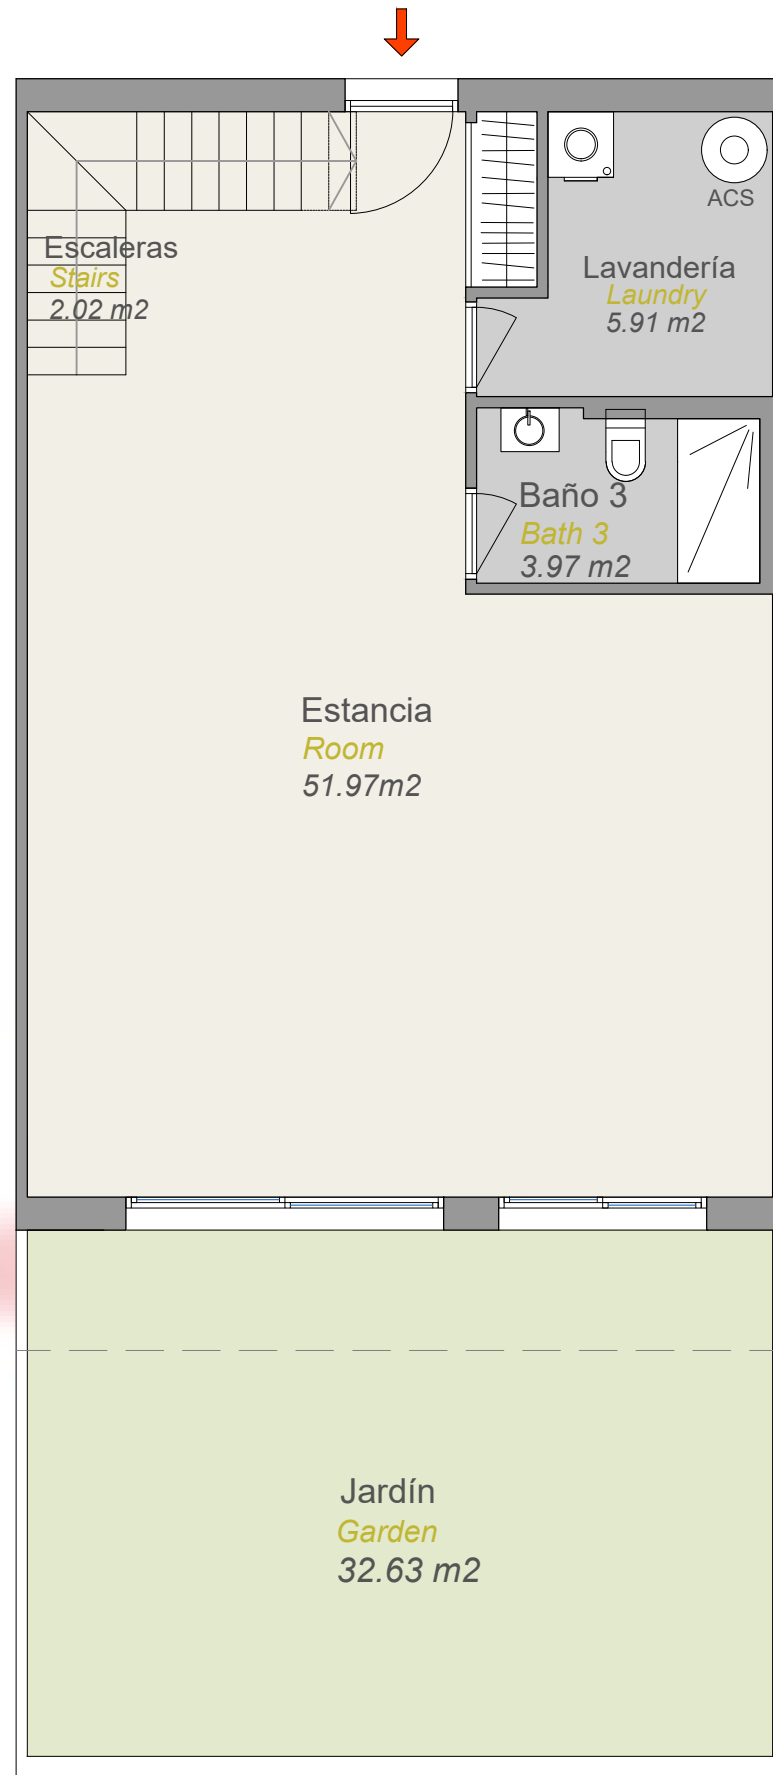 Escaleras
Stairs
2.02 m2
ACS
Lavandería
Laundry
5.91 m2
Baño 3
Bath 3
3.97 m2
Estancia
Room
51.97m2
Jardín
Garden
32.63 m2